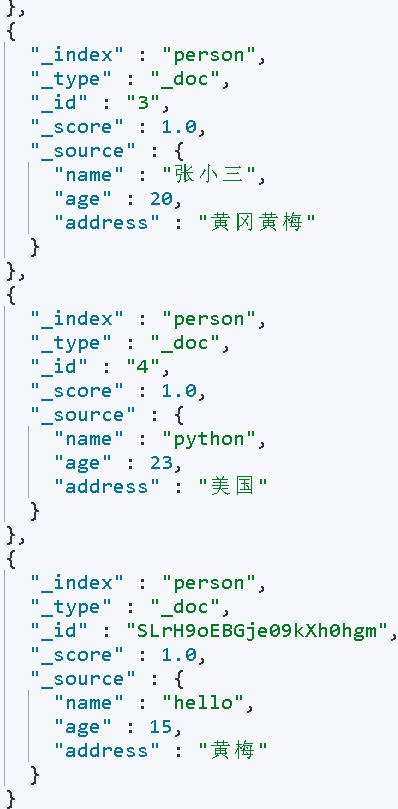 },
{
"_index" : "person",
"_type" : "_doc",
"_id" : "3",
"_score" : 1.0,
"_source" : {
"name" : "张小三",
"age" : 20,
"address" : "黄冈黄梅"
}
},
{
"_index" : "person",
"_type" : "_doc",
"_id" : "4",
"_score" : 1.0,
"_source" : {
"name" : "python",
"age" : 23,
"address" : "美国"
}
},
{
"_index" : "person",
"_type" : "_doc",
"_id" : "SLrH9oEBGje09kXh0hgm",
"_score" : 1.0,
"_source" : {
"name" : "hello",
"age" : 15,
"address" : "黄梅"
}
}